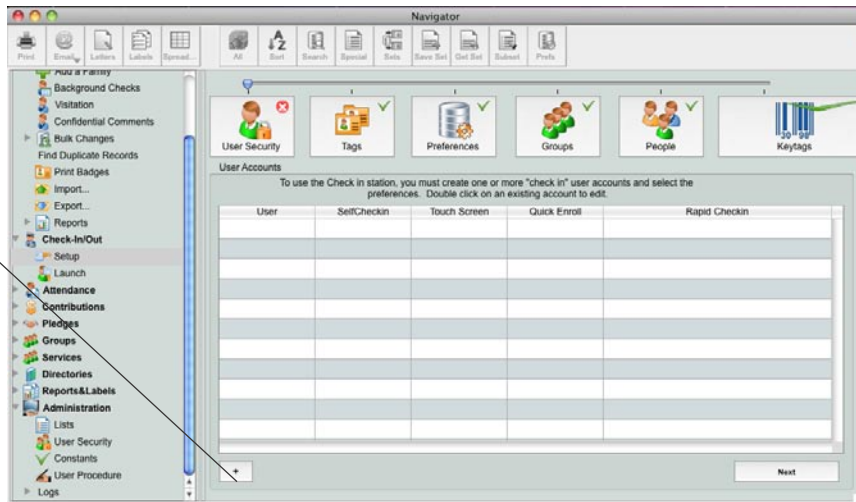 Navigator
Print Email Letters Labels Spread... All Sort Search Special Sets Save Set Get Set Subset Prefs
Add a Family
Background Checks
Visitation
Confidential Comments
Bulk Changes
Find Duplicate Records
Print Badges
Import...
Export...
Reports
Check-In/Out
Setup
Launch
Attendance
Contributions
Pledges
Groups
Services
Directories
Reports&Labels
Administration
Lists
User Security
Constants
User Procedure
Logs
User Security Tags Preferences Groups People Keytags
User Accounts
To use the Check in station, you must create one or more "check in" user accounts and select the
preferences. Double click on an existing account to edit.
User SelfCheckin Touch Screen Quick Enroll Rapid Checkin
+ Next